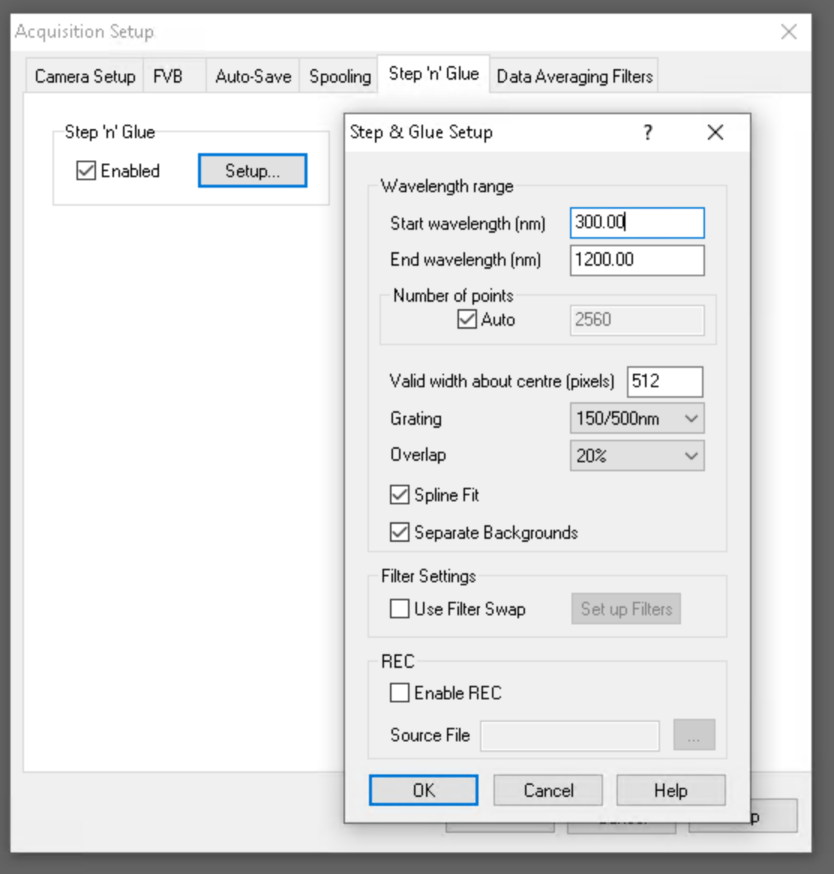 Acquisition Setup
Camera Setup FVB Auto-Save Spooling Step 'n' Glue Data Averaging Filters
Step 'n' Glue
Enabled Setup...
Step & Glue Setup ?
Wavelength range
Start wavelength (nm) 300.00
End wavelength (nm) 1200.00
Number of points
Auto 2560
Valid width about centre (pixels) 512
Grating 150/500nm
Overlap 20%
Spline Fit
Separate Backgrounds
Filter Settings
Use Filter Swap Set up Filters
REC
Enable REC
Source File ...
OK Cancel Help
p